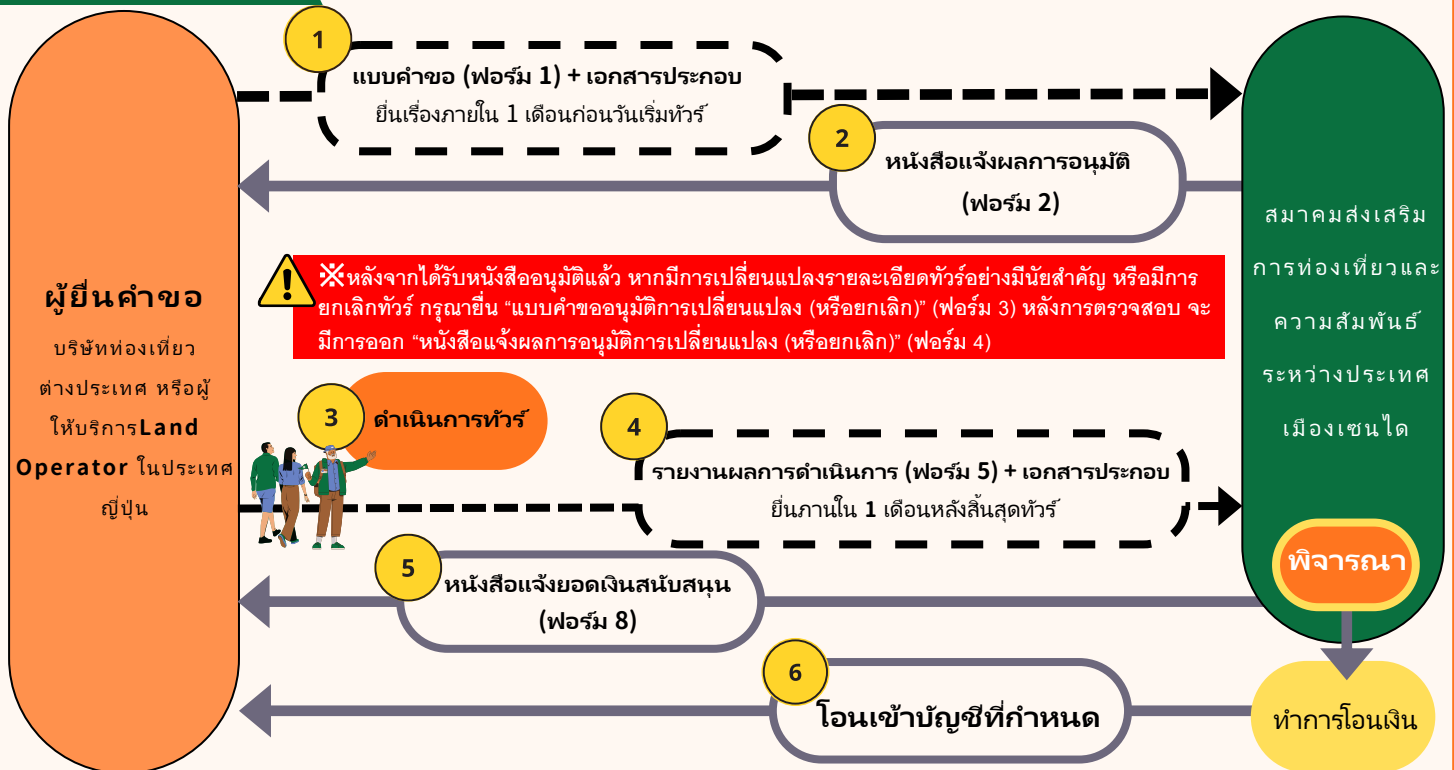 1
แบบคำขอ (ฟอร์ม 1) + เอกสารประกอบ
ยื่นเรื่องภายใน 1 เดือนก่อนวันเริ่มทัวร์
2
หนังสือแจ้งผลการอนุมัติ
(ฟอร์ม 2)
ผู้ยื่นคำขอ
บริษัทท่องเที่ยว
ต่างประเทศ หรือผู้
ให้บริการLand
Operator ในประเทศ
ญี่ปุ่น
สมาคมส่งเสริม
การท่องเที่ยวและ
ความสัมพันธ์
ระหว่างประเทศ
เมืองเซนได
※หลังจากได้รับหนังสืออนุมัติแล้ว หากมีการเปลี่ยนแปลงรายละเอียดทัวร์อย่างมีนัยสำคัญ หรือมีการ
ยกเลิกทัวร์ กรุณายื่น “แบบคำขออนุมัติการเปลี่ยนแปลง (หรือยกเลิก)” (ฟอร์ม 3) หลังการตรวจสอบ จะ
มีการออก “หนังสือแจ้งผลการอนุมัติการเปลี่ยนแปลง (หรือยกเลิก)” (ฟอร์ม 4)
3
ดำเนินการทัวร์
4
รายงานผลการดำเนินการ (ฟอร์ม 5) + เอกสารประกอบ
ยื่นภานใน 1 เดือนหลังสิ้นสุดทัวร์
พิจารณา
5
หนังสือแจ้งยอดเงินสนับสนุน
(ฟอร์ม 8)
6
โอนเข้าบัญชีที่กำหนด
ทำการโอนเงิน